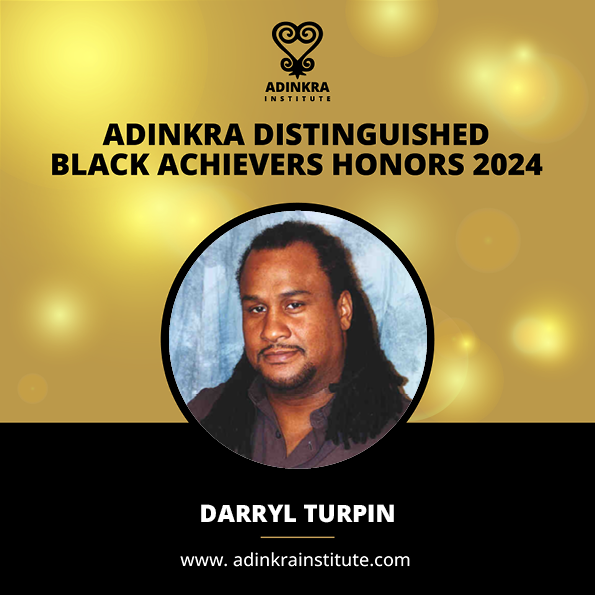 ADINKRA
INSTITUTE
ADINKRA DISTINGUISHED
BLACK ACHIEVERS HONORS 2024
DARRYL TURPIN
www. adinkrainstitute.com